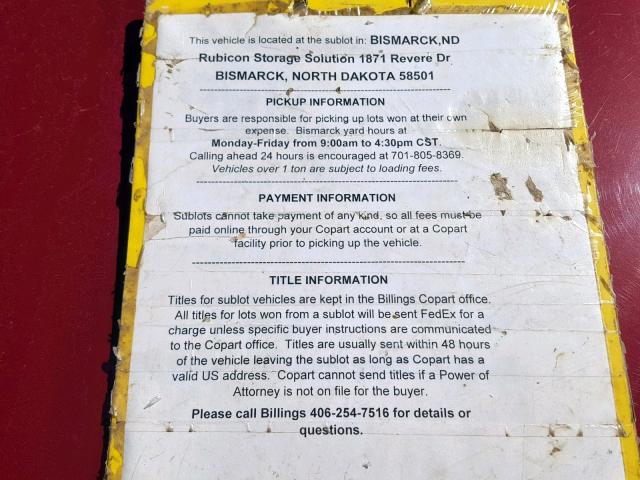 This vehicle is located at the sublot in: BISMARCK,ND
Rubicon Storage Solution 1871 Revere Dr
BISMARCK, NORTH DAKOTA 58501
PICKUP INFORMATION
Buyers are responsible for picking up lots won at their own
expense. Bismarck yard hours at
Monday-Friday from 9:00am to 4:30pm CST.
Calling ahead 24 hours is encouraged at 701-805-8369.
Vehicles over 1 ton are subject to loading fees.
PAYMENT INFORMATION
Sublots cannot take payment of any kind, so all fees must be
paid online through your Copart account or at a Copart
facility prior to picking up the vehicle.
TITLE INFORMATION
Titles for sublot vehicles are kept in the Billings Copart office.
All titles for lots won from a sublot will be sent FedEx for a
charge unless specific buyer instructions are communicated
to the Copart office. Titles are usually sent within 48 hours
of the vehicle leaving the sublot as long as Copart has a
valid US address. Copart cannot send titles if a Power of
Attorney is not on file for the buyer.
Please call Billings 406-254-7516 for details or
questions.